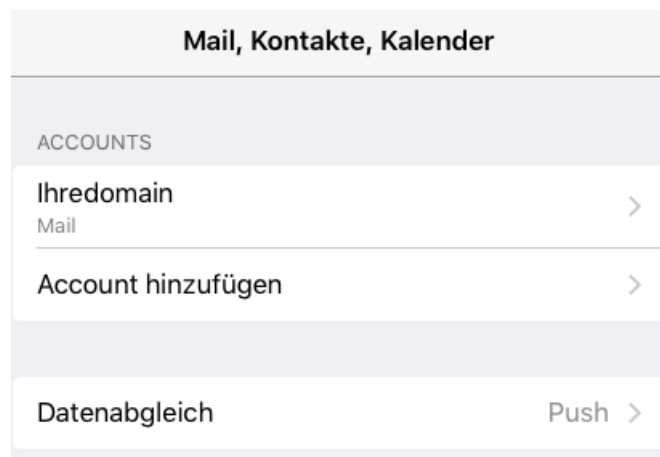 Mail, Kontakte, Kalender
ACCOUNTS
Ihredomain
Mail
Account hinzufügen
Datenabgleich Push